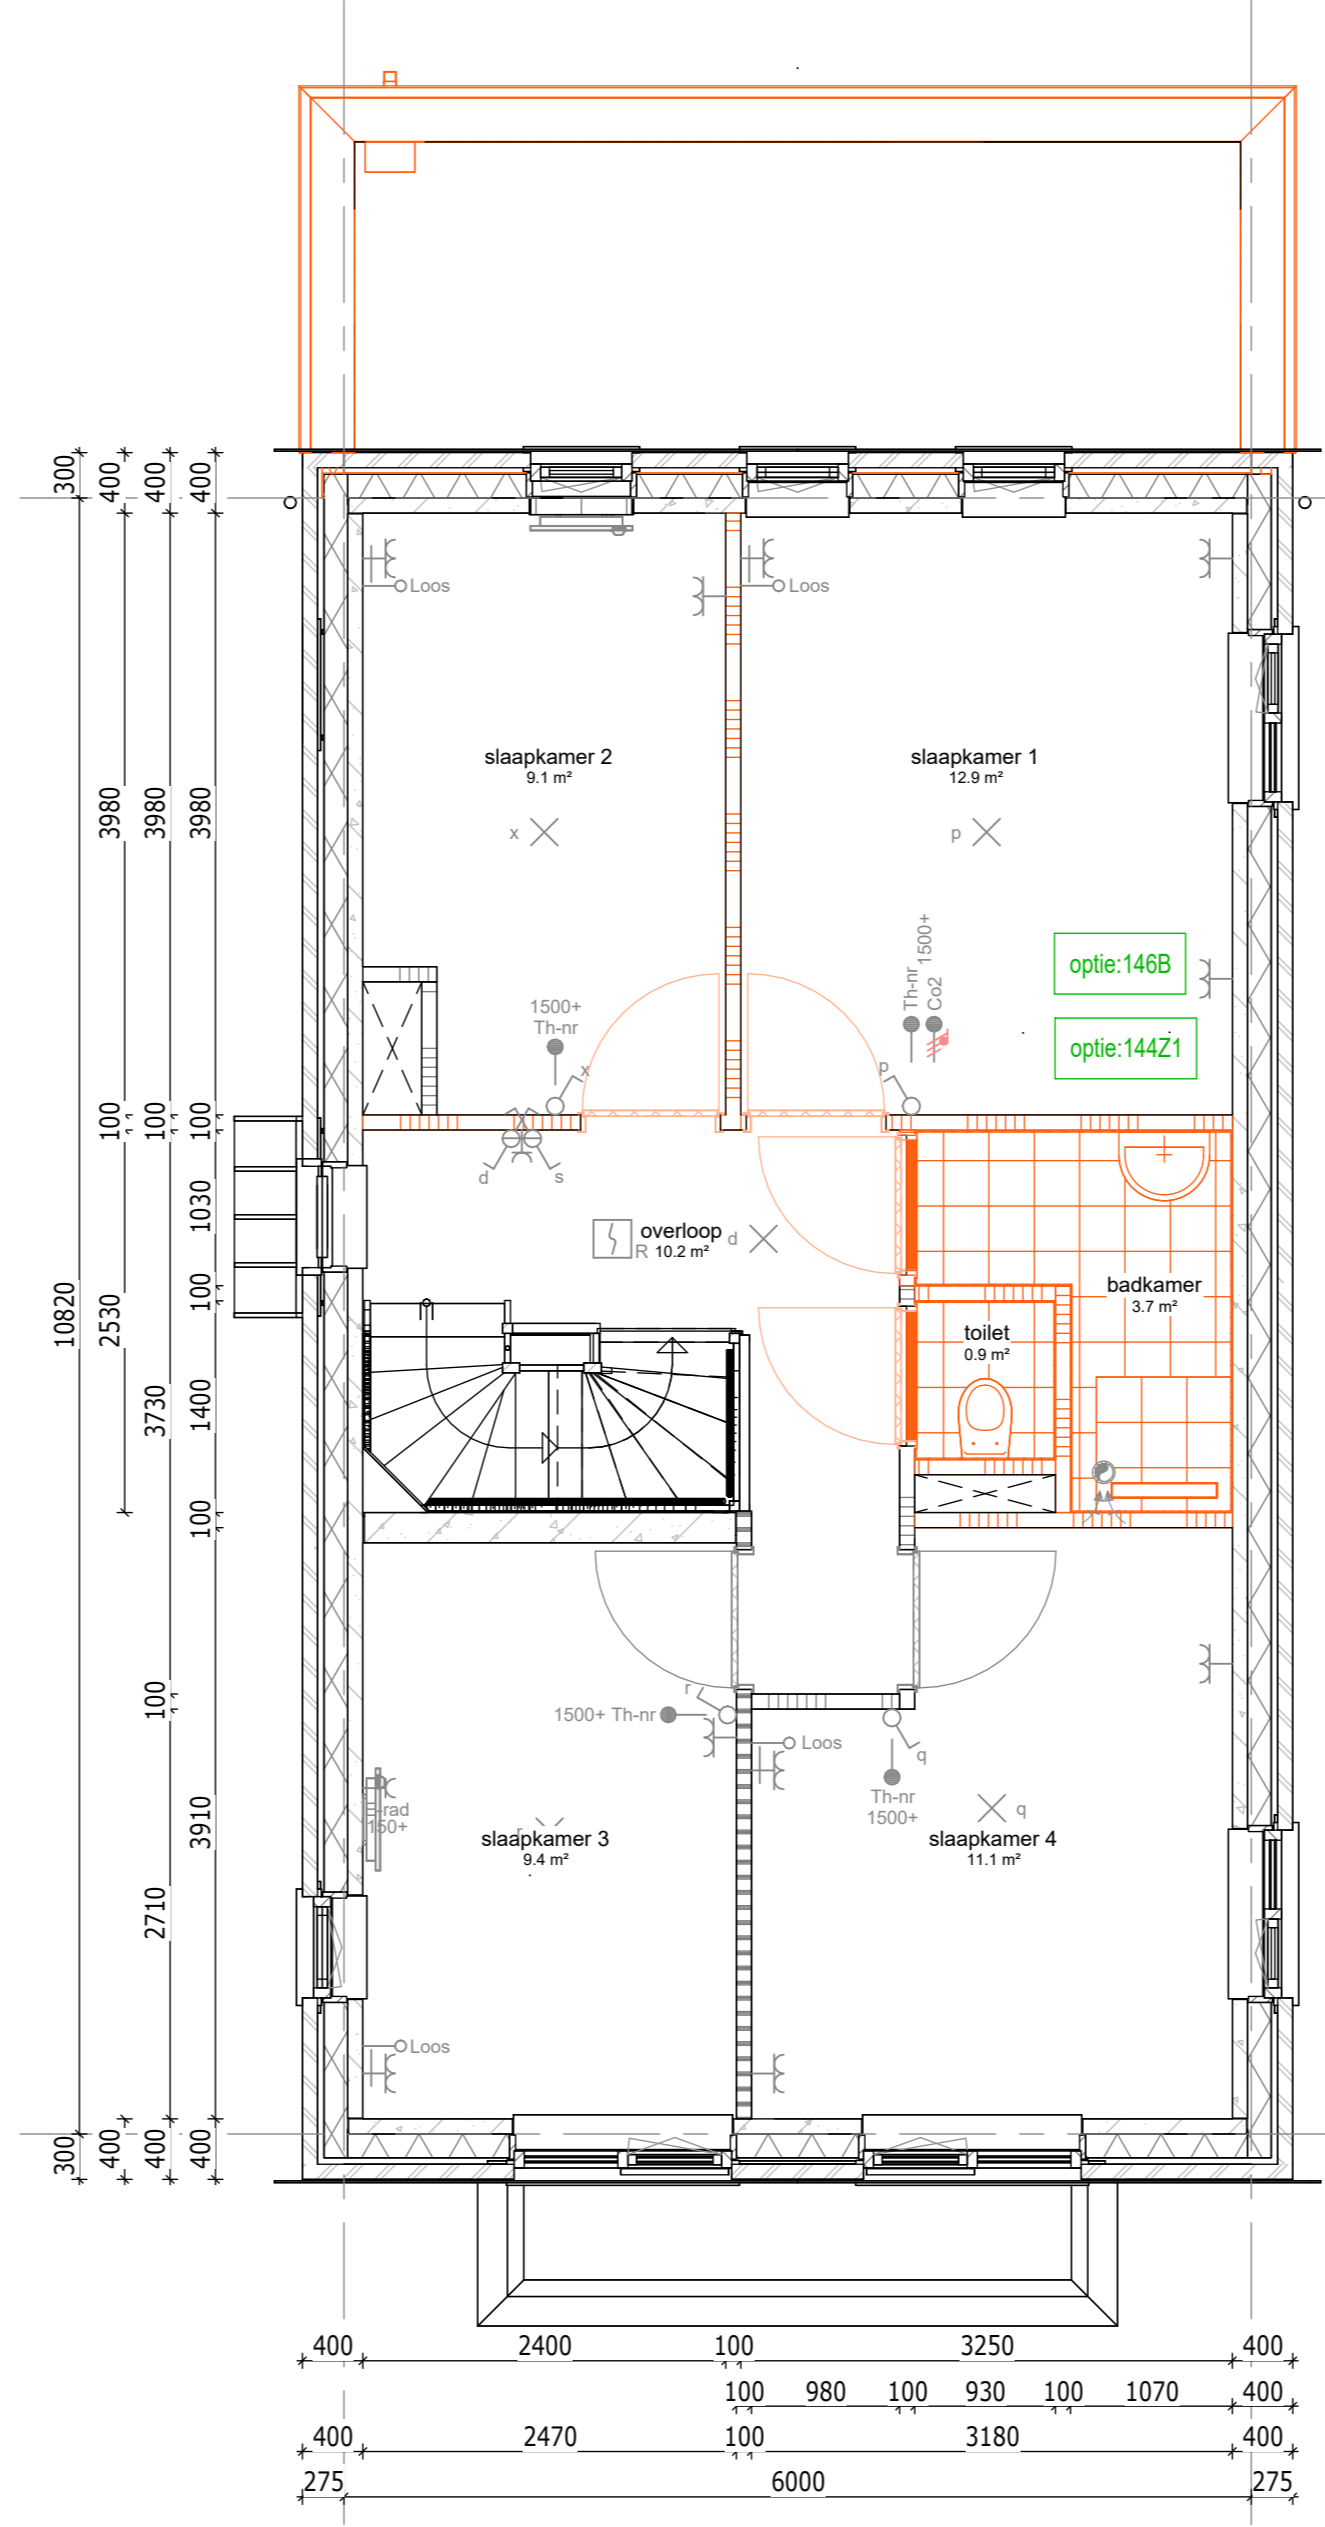 300
400
400
400
Loos
Loos
slaapkamer 2
9.1 m²
slaapkamer 1
12.9 m²
3980
3980
3980
x
p
1500+
Th-nr
Co2
optie:146B
optie:144Z1
1500+
Th-nr
x
p
100
100
100
d
s
1030
overloop
R 10.2 m²
d
badkamer
3.7 m²
100
10820
2530
toilet
0.9 m²
3730
1400
100
100
r
1500+ Th-nr
Loos
q
Th-nr
1500+
q
-rad
150+
r
slaapkamer 3
9.4 m²
slaapkamer 4
11.1 m²
3910
2710
Loos
300
400
400
400
400
2400
100
3250
400
100
980
100
930
100
1070
400
400
2470
100
3180
400
275
6000
275